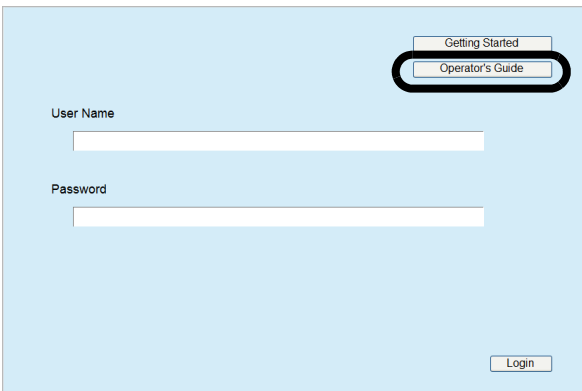 Getting Started
Operator's Guide
User Name
Password
Login